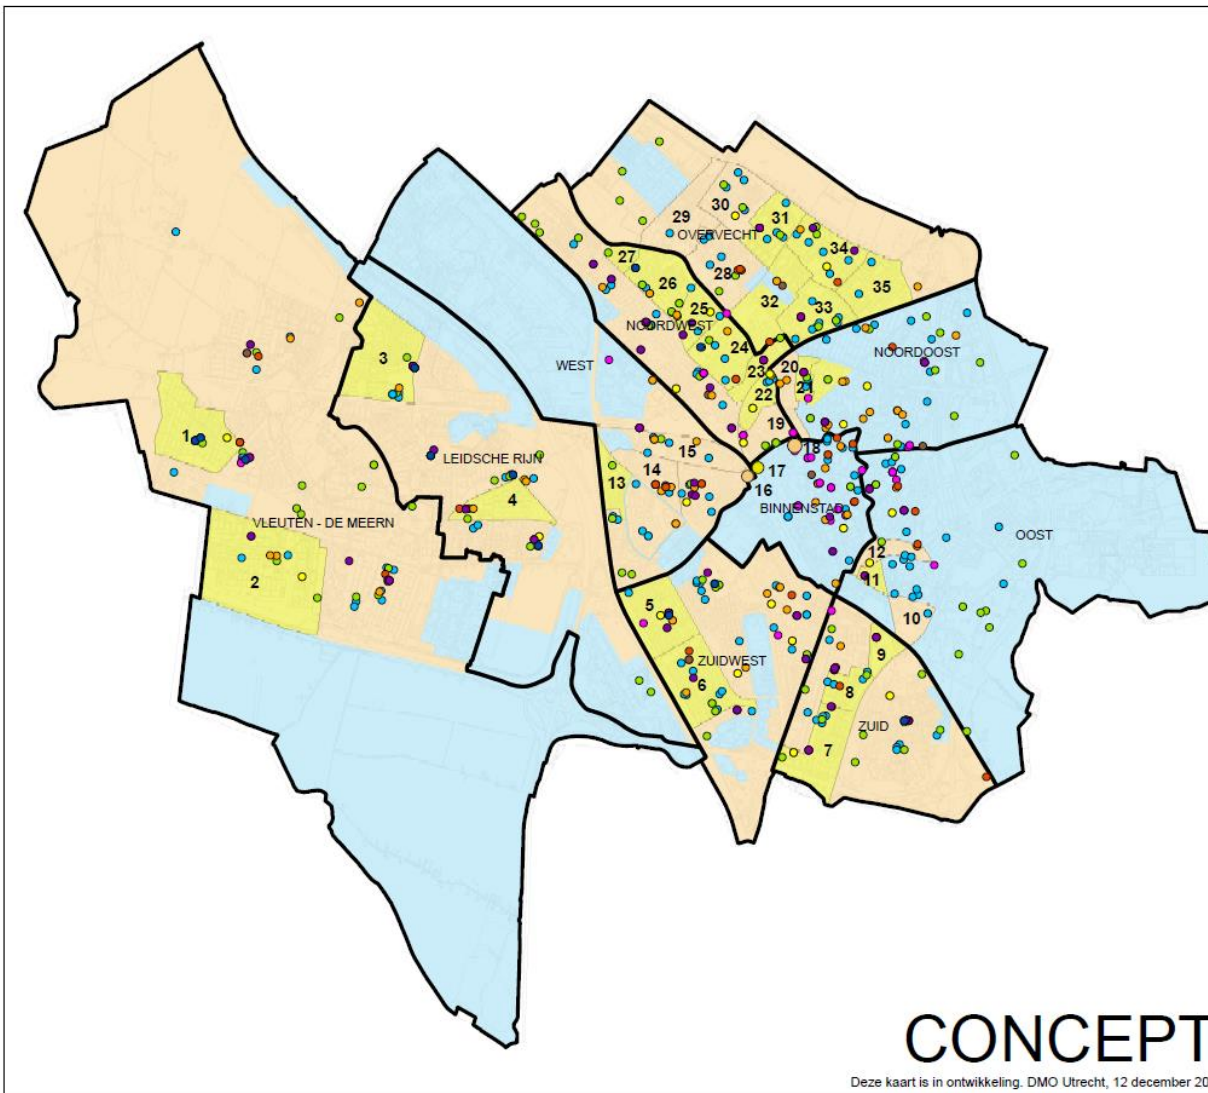 30
29
31
OVERVECHT
34
27
28
26
35
32
25
33
NOORDWEST
24
NOORDOOST
3
WEST
23
20
22
21
19
1
18
15
LEIDSCHE RIJN
14
17
13
16
4
BINNENSTAD
VLEUTEN - DE MEERN
OOST
12
2
11
5
10
9
ZUIDWEST
6
8
ZUID
7
CONCEPT
Deze kaart is in ontwikkeling. DMO Utrecht, 12 december 20